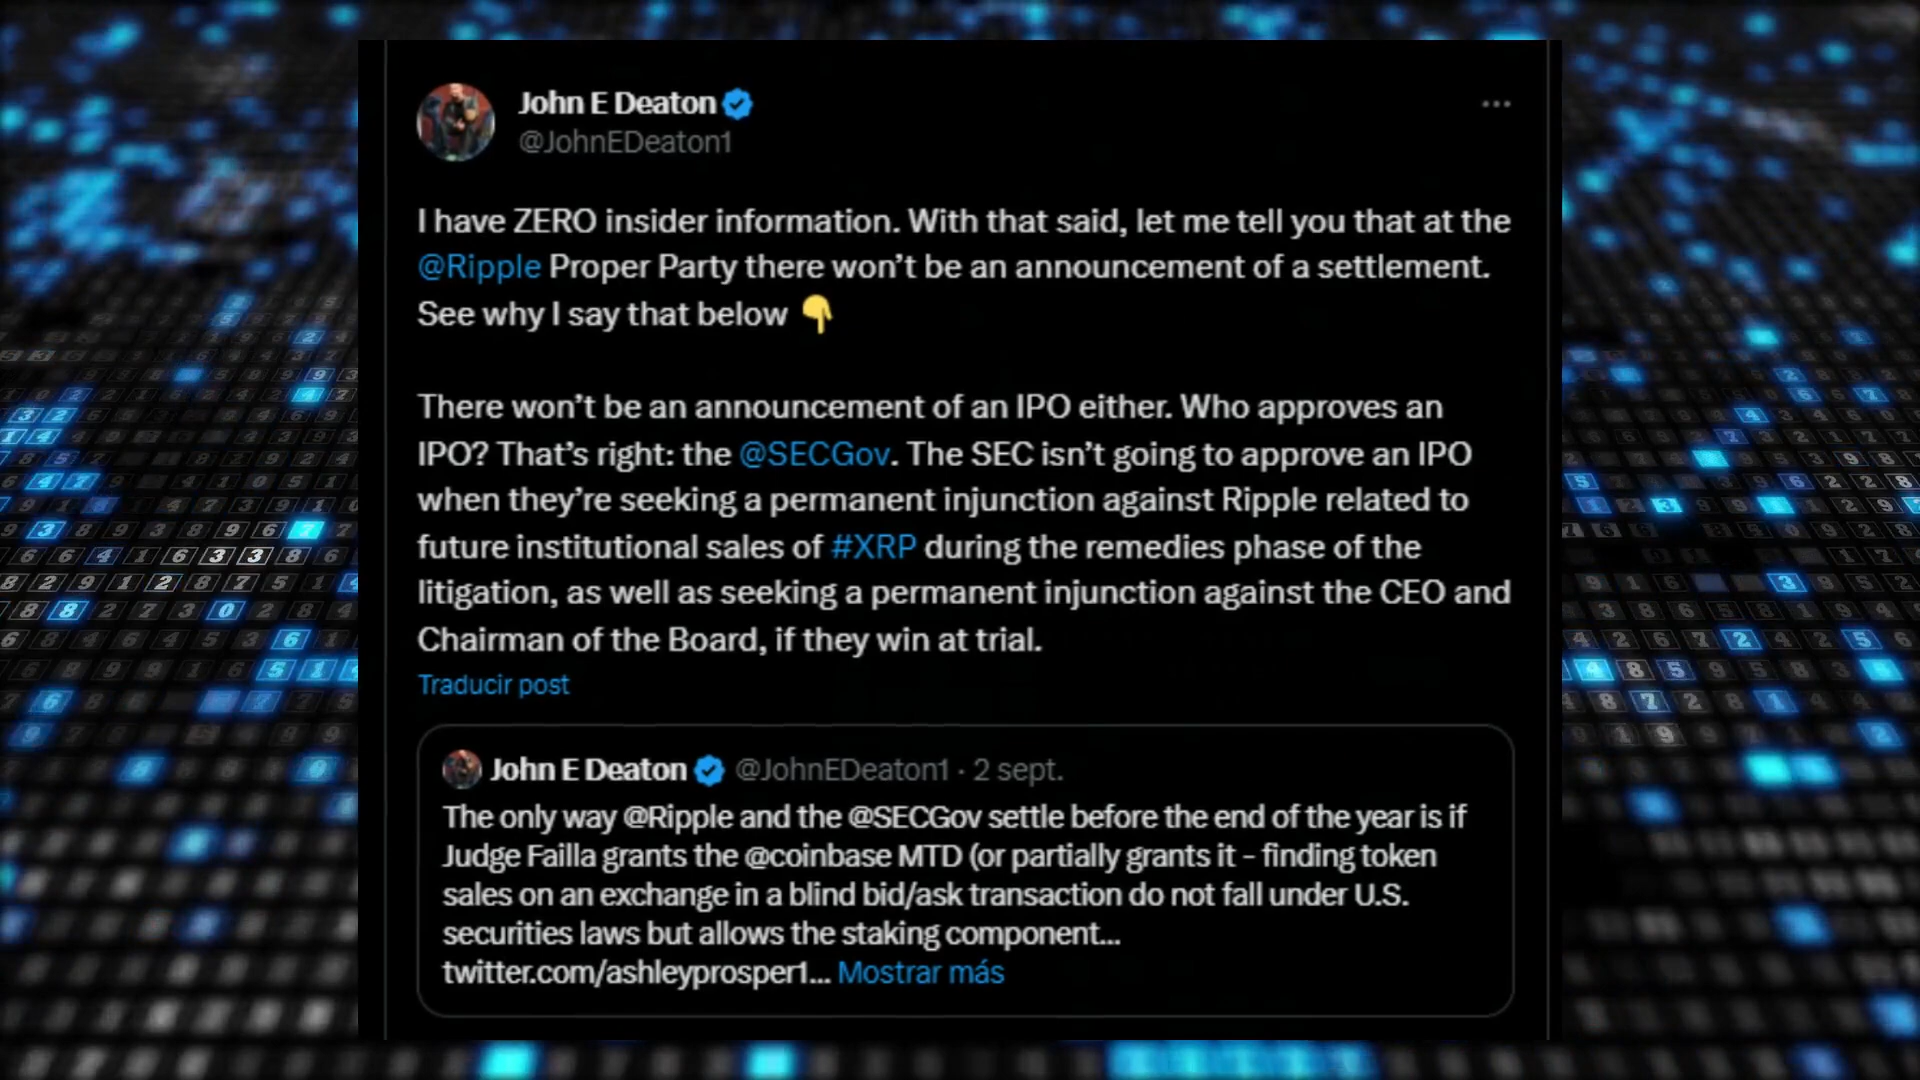 John E Deaton
@JohnEDeaton1
I have ZERO insider information. With that said, let me tell you that at the
@Ripple Proper Party there won’t be an announcement of a settlement.
See why I say that below 👇
There won’t be an announcement of an IPO either. Who approves an
IPO? That’s right: the @SECGov. The SEC isn’t going to approve an IPO
when they’re seeking a permanent injunction against Ripple related to
future institutional sales of #XRP during the remedies phase of the
litigation, as well as seeking a permanent injunction against the CEO and
Chairman of the Board, if they win at trial.
Traducir post
John E Deaton @JohnEDeaton1 · 2 sept.
The only way @Ripple and the @SECGov settle before the end of the year is if
Judge Failla grants the @coinbase MTD (or partially grants it - finding token
sales on an exchange in a blind bid/ask transaction do not fall under U.S.
securities laws but allows the staking component...
twitter.com/ashleyprosper1... Mostrar más